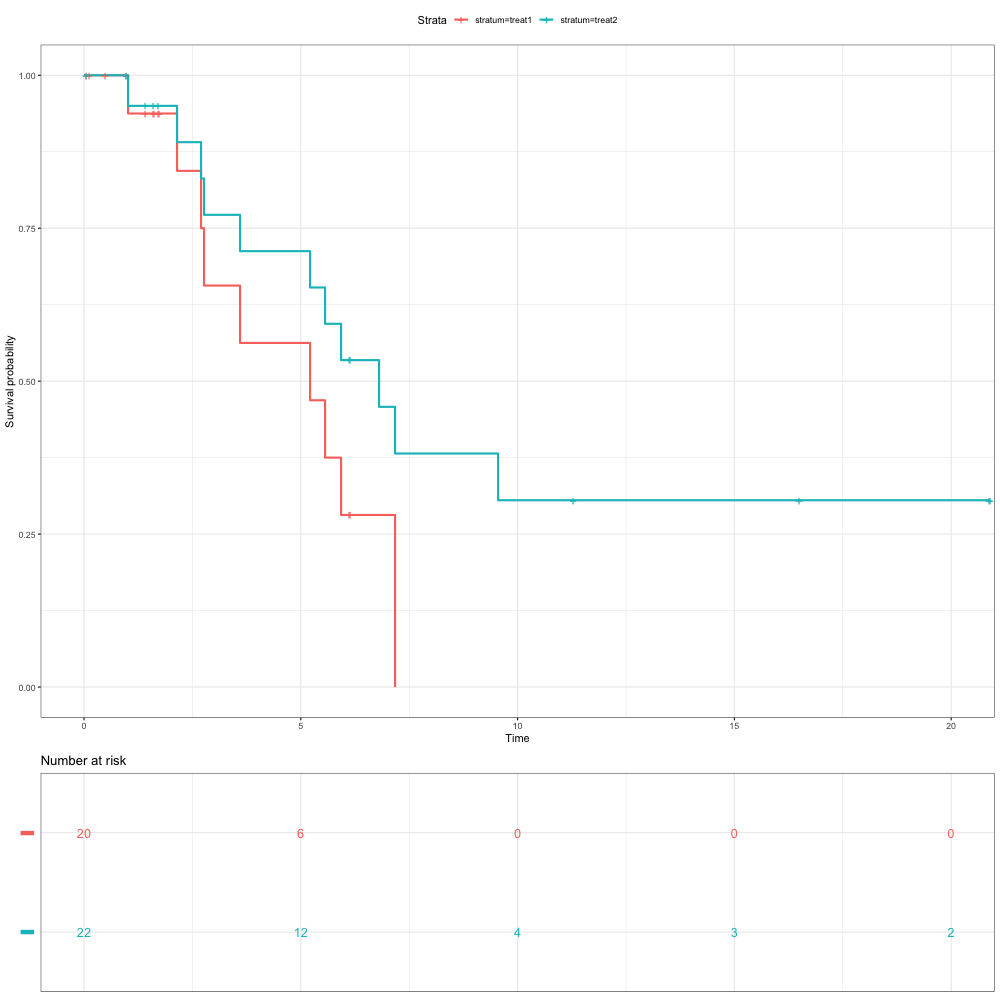 Strata stratum=treat1 stratum=treat2
1.00
0.75
0.50
0.25
0.00
Survival probability
0 5 10 15 20
Time
Number at risk
20 6 0 0 0
22 12 4 3 2